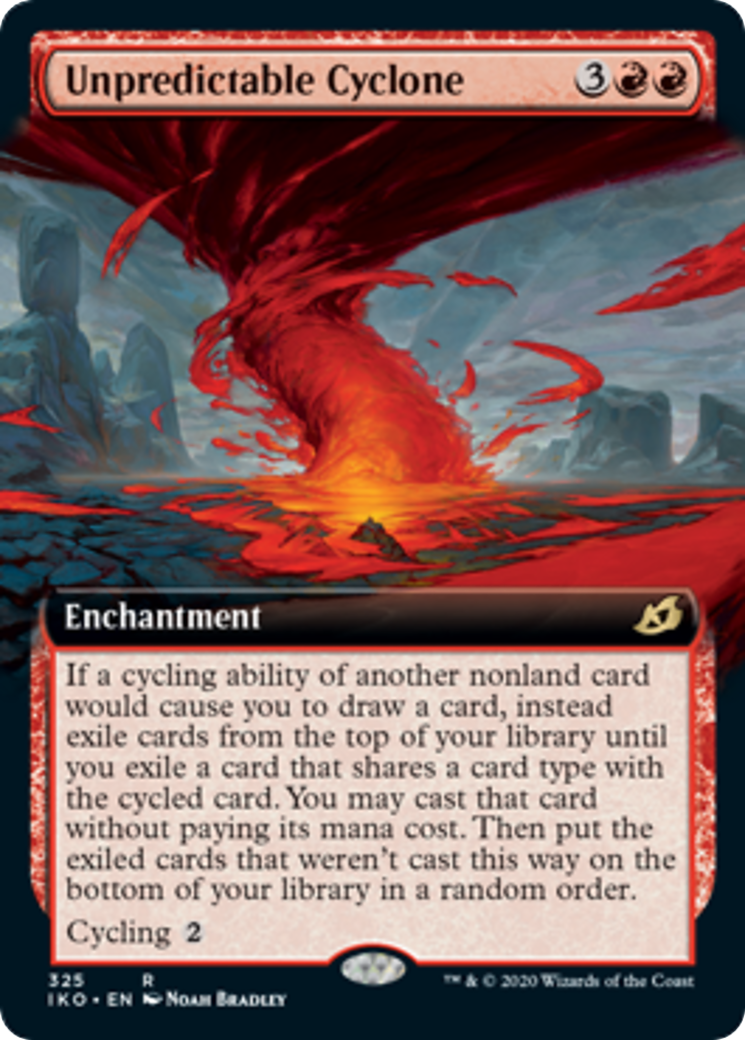 Unpredictable Cyclone 3
Enchantment
If a cycling ability of another nonland card
would cause you to draw a card, instead
exile cards from the top of your library until
you exile a card that shares a card type with
the cycled card. You may cast that card
without paying its mana cost. Then put the
exiled cards that weren't cast this way on the
bottom of your library in a random order.
Cycling 2
325 R
IKO • EN Noah Bradley
™ & © 2020 Wizards of the Coast